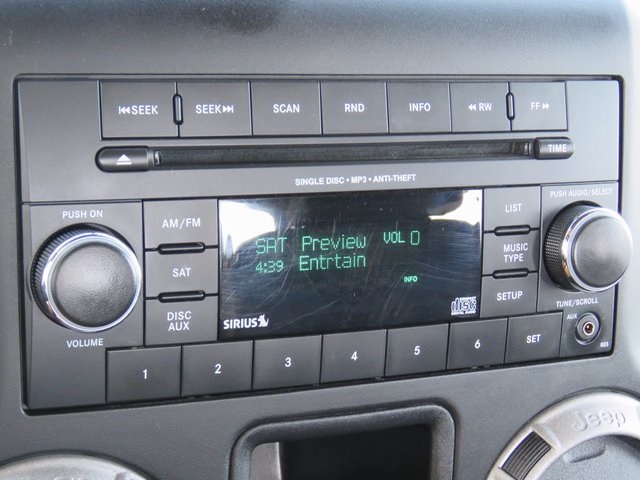 ⏮SEEK
SEEK⏭
SCAN
RND
INFO
◀◀ RW
FF ▶▶
TIME
SINGLE DISC • MP3 • ANTI-THEFT
PUSH ON
VOLUME
AM/FM
SAT
DISC
AUX
SAT Preview VOL 0
4:39 Entrtain
INFO
SIRIUS
disc
LIST
MUSIC
TYPE
SETUP
PUSH AUDIO/SELECT
TUNE/SCROLL
AUX
1
2
3
4
5
6
SET
Jeep